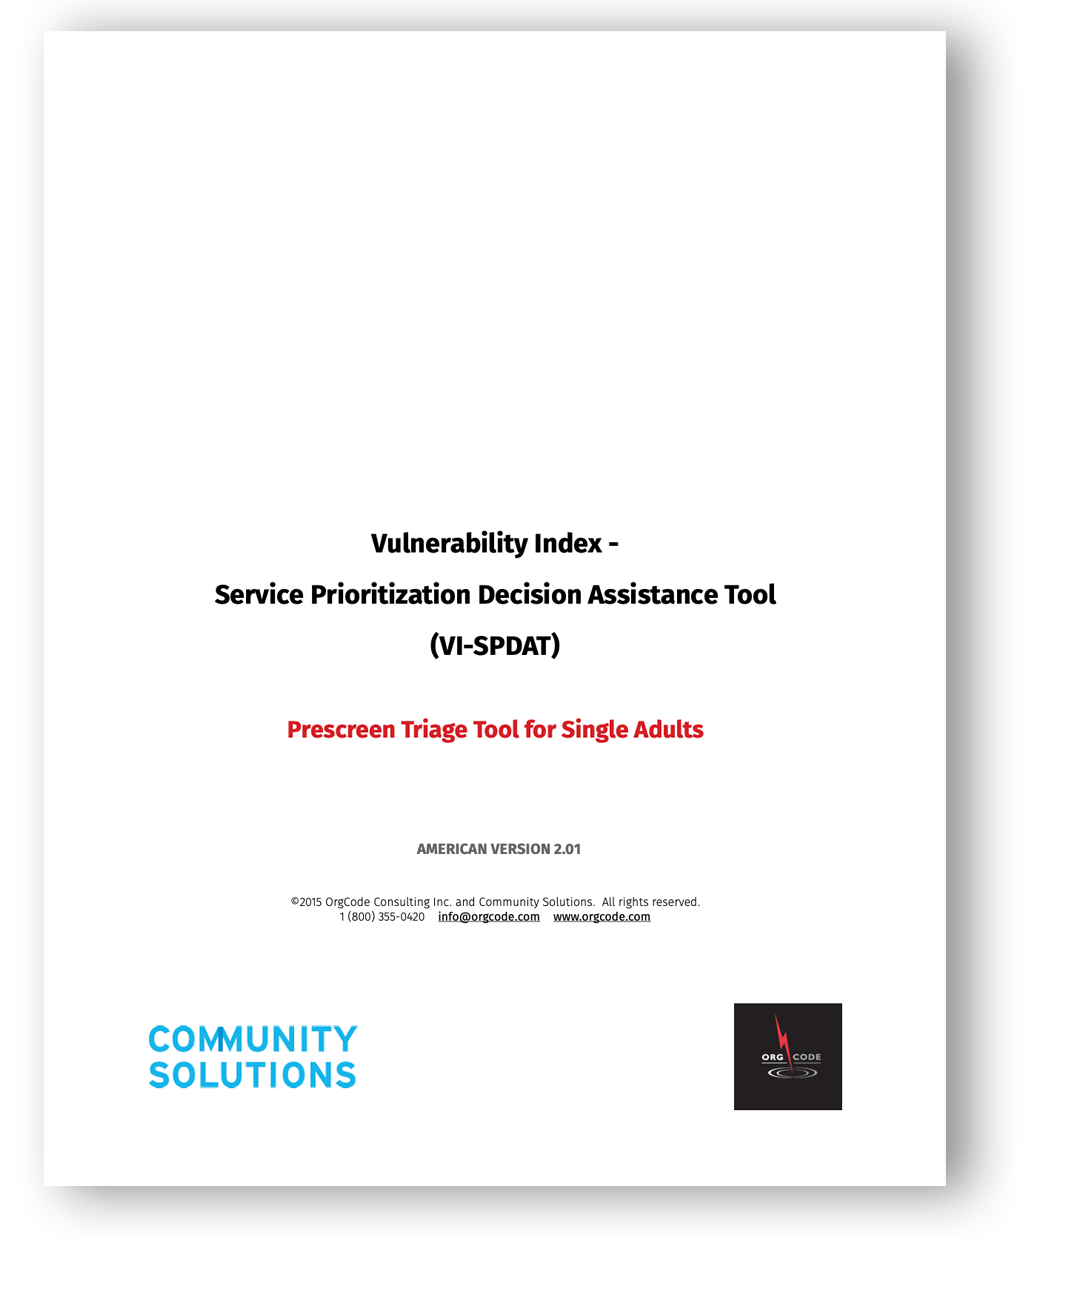 Vulnerability Index -
Service Prioritization Decision Assistance Tool
(VI-SPDAT)
Prescreen Triage Tool for Single Adults
AMERICAN VERSION 2.01
©2015 OrgCode Consulting Inc. and Community Solutions.  All rights reserved.
1 (800) 355-0420    info@orgcode.com    www.orgcode.com
COMMUNITY
SOLUTIONS
ORG CODE